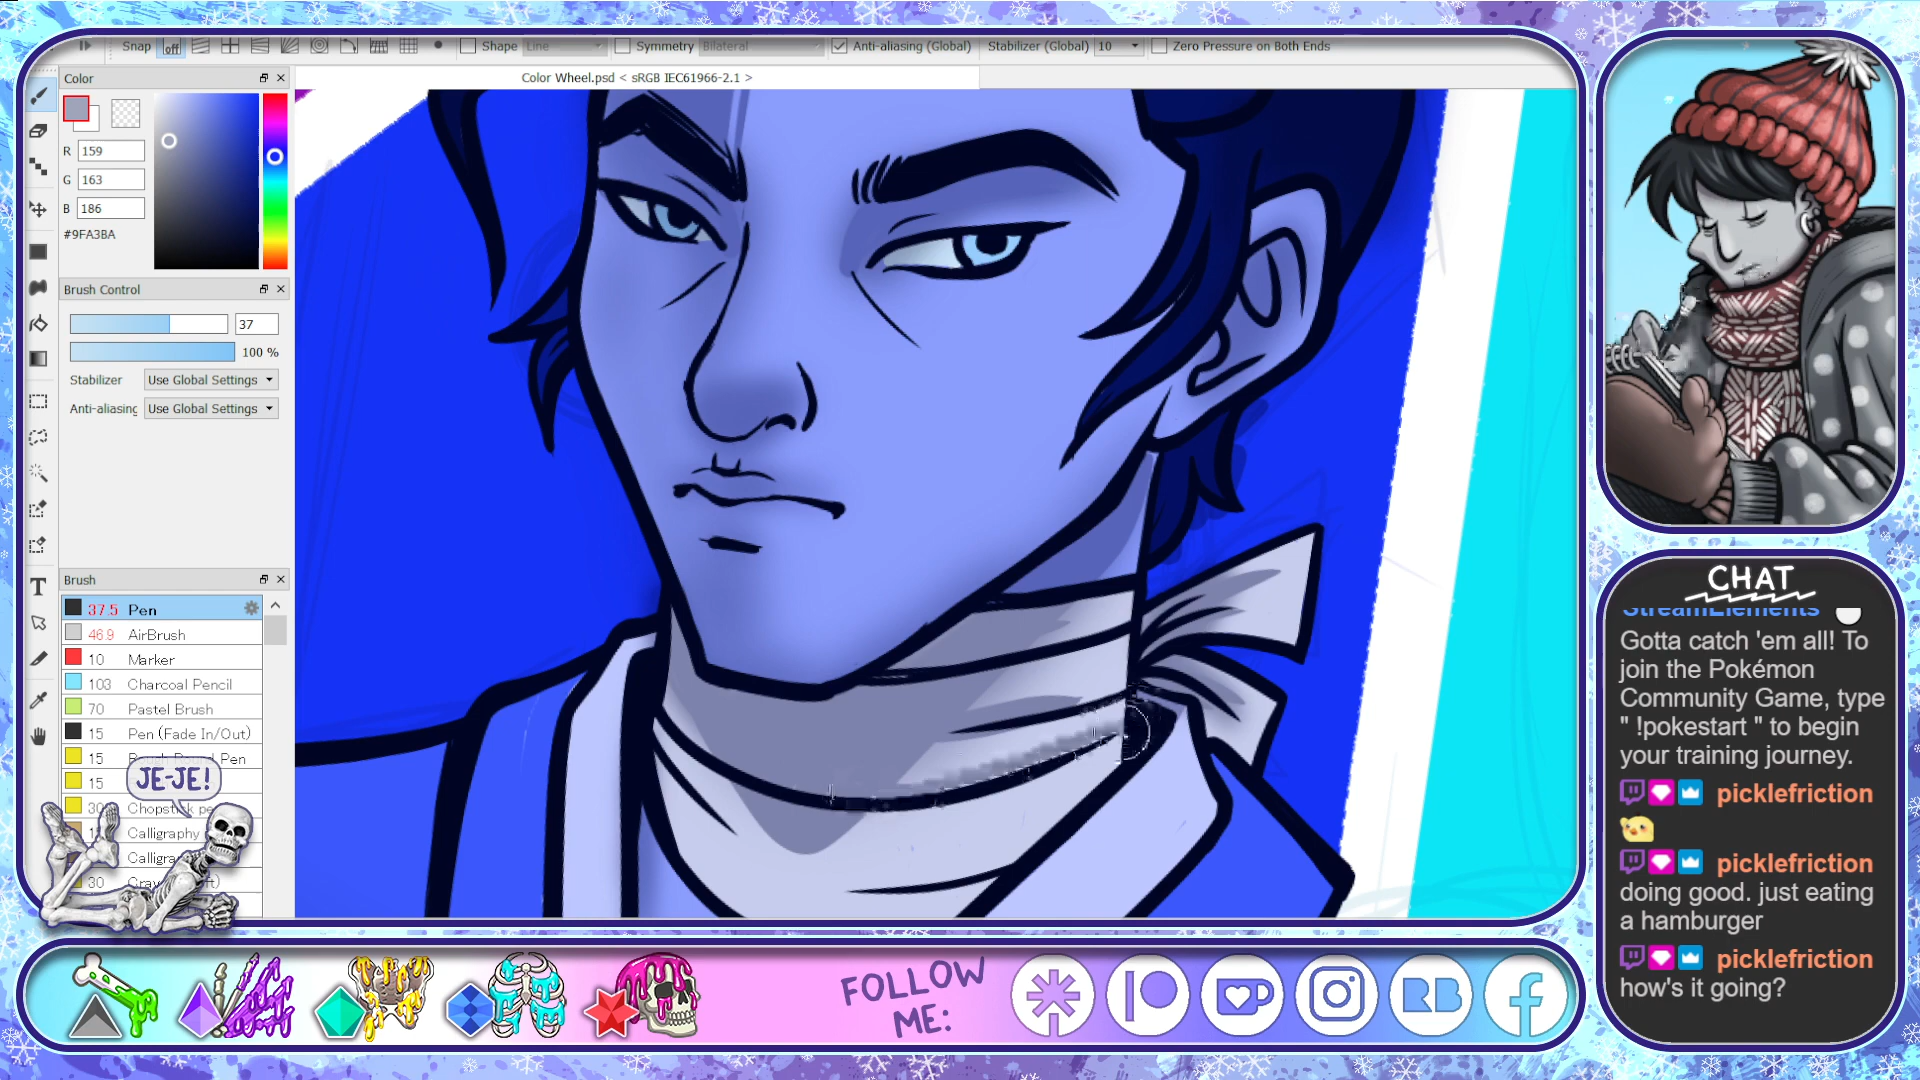 Snap off Shape Line Symmetry Bilateral Anti-aliasing (Global) Stabilizer (Global) 10 Zero Pressure on Both Ends
Color
Color Wheel.psd < sRGB IEC61966-2.1 >
R 159
G 163
B 186
#9FA3BA
Brush Control
37
100 %
Stabilizer Use Global Settings
Anti-aliasing Use Global Settings
Brush
37.5 Pen
46.9 AirBrush
10 Marker
103 Charcoal Pencil
70 Pastel Brush
15 Pen (Fade In/Out)
15 Pen
15
JE-JE!
Calligraphy
30
T
FOLLOW
ME:
RB
CHAT
StreamElements
Gotta catch 'em all! To
join the Pokémon
Community Game, type
" !pokestart " to begin
your training journey.
picklefriction
picklefriction
doing good. just eating
a hamburger
picklefriction
how's it going?